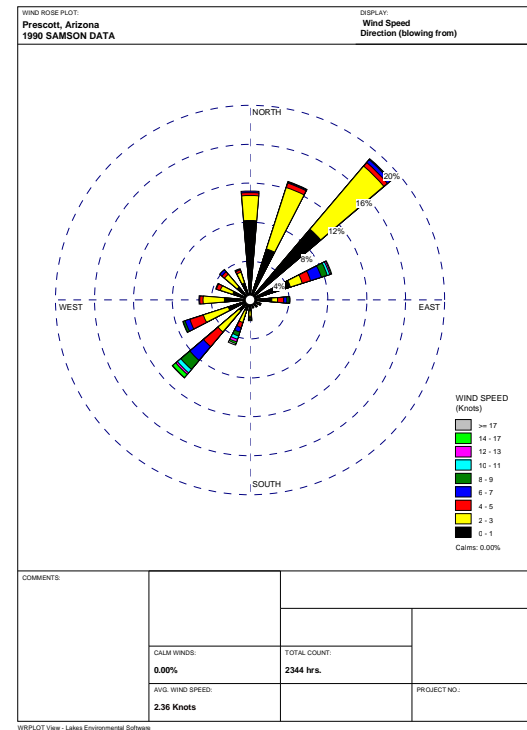 WIND ROSE PLOT:
Prescott, Arizona
1990 SAMSON DATA
DISPLAY:
Wind Speed
Direction (blowing from)
NORTH
20%
16%
12%
8%
4%
WEST
EAST
SOUTH
WIND SPEED
(Knots)
>= 17
14 - 17
12 - 13
10 - 11
8 - 9
6 - 7
4 - 5
2 - 3
0 - 1
Calms: 0.00%
COMMENTS:
CALM WINDS:
0.00%
TOTAL COUNT:
2344 hrs.
AVG. WIND SPEED:
2.36 Knots
PROJECT NO.:
WRPLOT View - Lakes Environmental Software